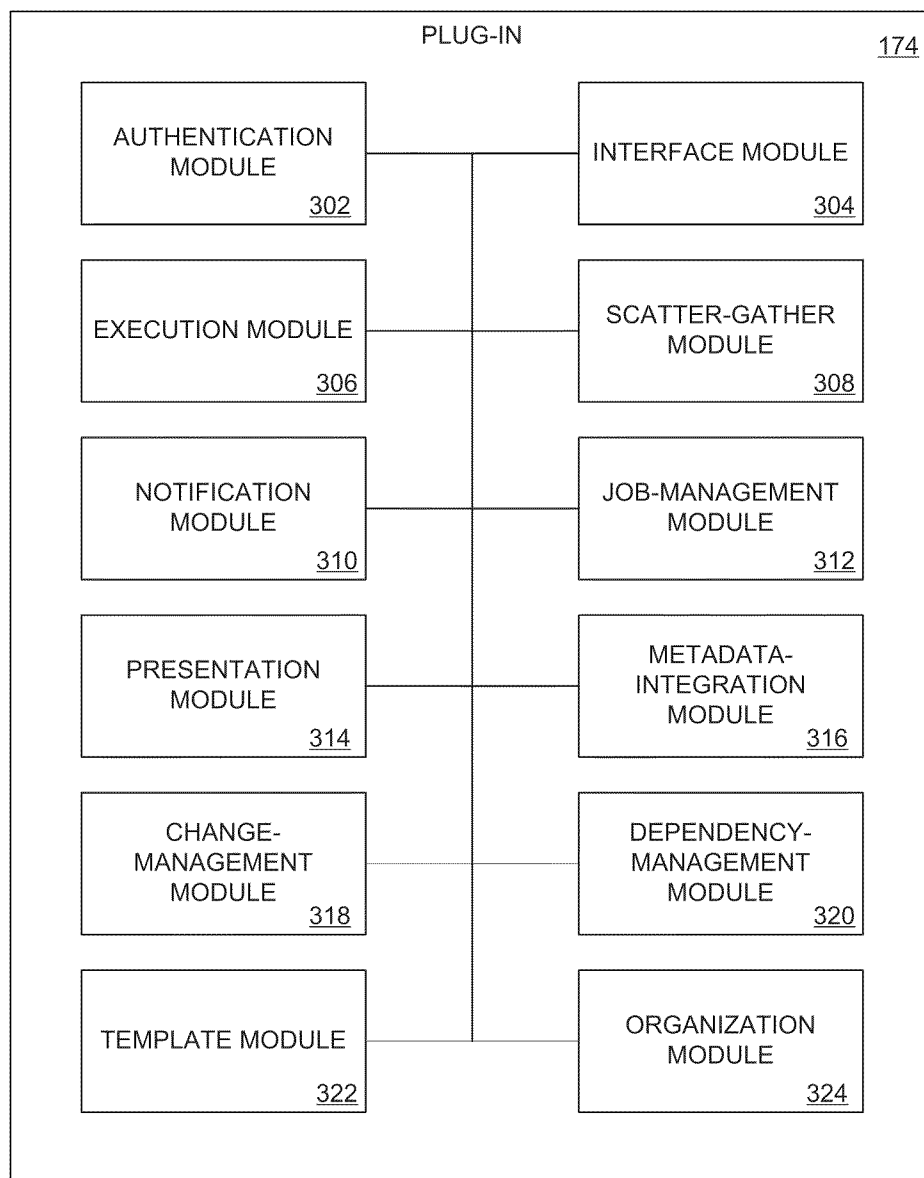 PLUG-IN
174
AUTHENTICATION
MODULE
302
INTERFACE MODULE
304
EXECUTION MODULE
306
SCATTER-GATHER
MODULE
308
NOTIFICATION
MODULE
310
JOB-MANAGEMENT
MODULE
312
PRESENTATION
MODULE
314
METADATA-
INTEGRATION
MODULE
316
CHANGE-
MANAGEMENT
MODULE
318
DEPENDENCY-
MANAGEMENT
MODULE
320
TEMPLATE MODULE
322
ORGANIZATION
MODULE
324